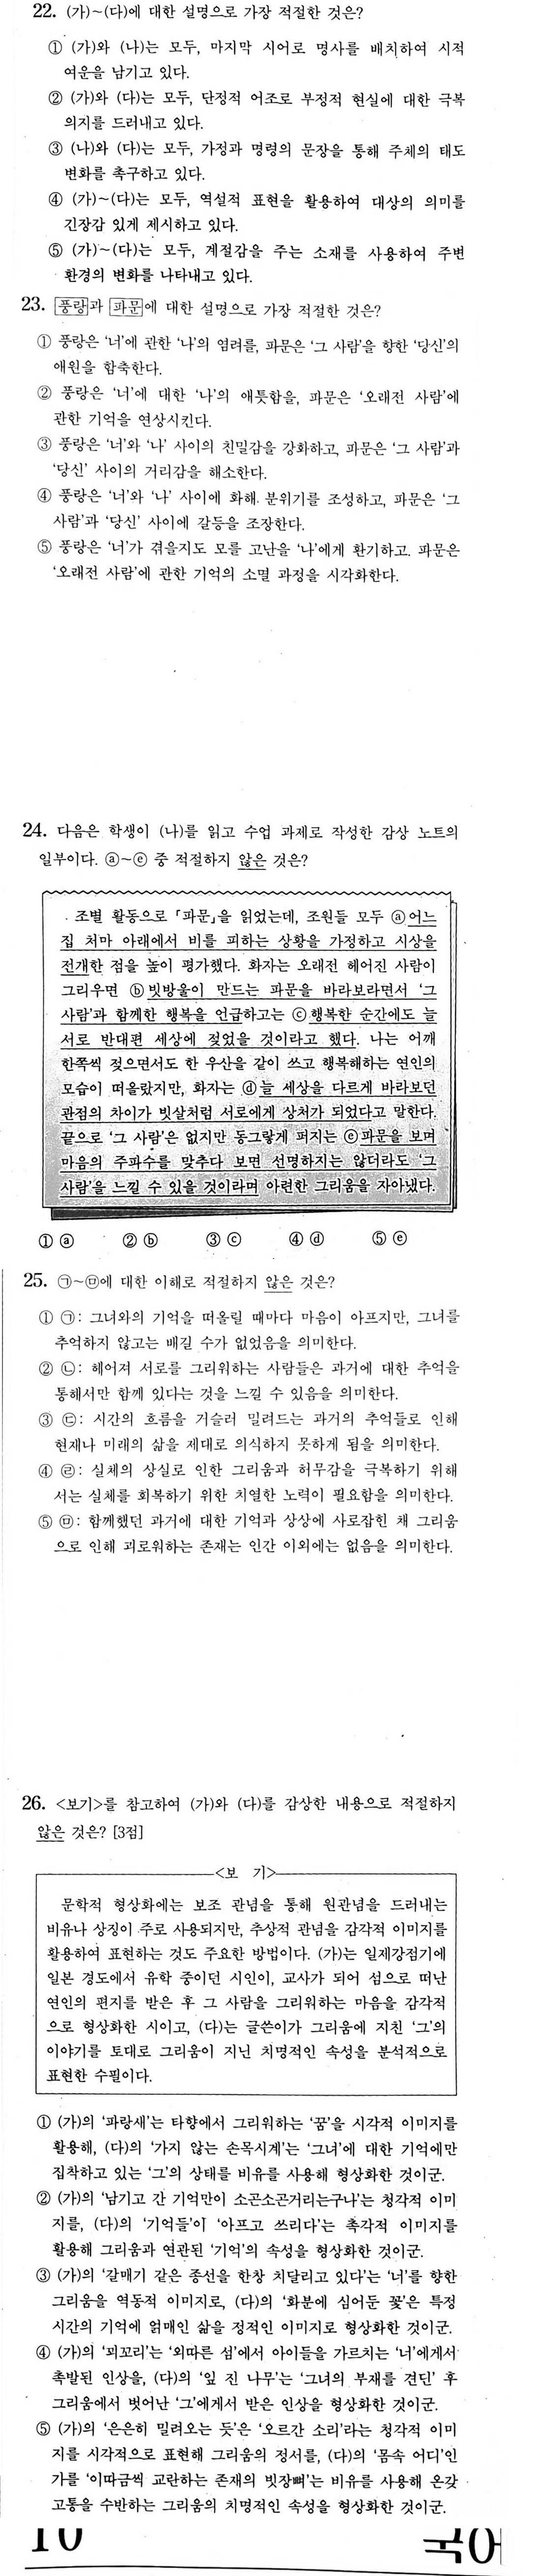 22. (가)~(다)에 대한 설명으로 가장 적절한 것은?
① (가)와 (나)는 모두, 마지막 시어로 명사를 배치하여 시적
여운을 남기고 있다.
② (가)와 (다)는 모두, 단정적 어조로 부정적 현실에 대한 극복
의지를 드러내고 있다.
③ (나)와 (다)는 모두, 가정과 명령의 문장을 통해 주체의 태도
변화를 촉구하고 있다.
④ (가)~(다)는 모두, 역설적 표현을 활용하여 대상의 의미를
긴장감 있게 제시하고 있다.
⑤ (가)~(다)는 모두, 계절감을 주는 소재를 사용하여 주변
환경의 변화를 나타내고 있다.
23. 풍랑과 파문에 대한 설명으로 가장 적절한 것은?
① 풍랑은 '너'에 관한 '나'의 염려를, 파문은 '그 사람'을 향한 '당신'의
애원을 함축한다.
② 풍랑은 '너'에 대한 '나'의 애틋함을, 파문은 '오래전 사람'에
관한 기억을 연상시킨다.
③ 풍랑은 '너'와 '나' 사이의 친밀감을 강화하고, 파문은 '그 사람'과
'당신' 사이의 거리감을 해소한다.
④ 풍랑은 '너'와 '나' 사이에 화해 분위기를 조성하고, 파문은 '그
사람'과 '당신' 사이에 갈등을 조장한다.
⑤ 풍랑은 '너'가 겪을지도 모를 고난을 '나'에게 환기하고. 파문은
'오래전 사람'에 관한 기억의 소멸 과정을 시각화한다.
24. 다음은 학생이 (나)를 읽고 수업 과제로 작성한 감상 노트의
일부이다. ⓐ~ⓔ 중 적절하지 않은 것은?
조별 활동으로 「파문」을 읽었는데, 조원들 모두 ⓐ어느
집 처마 아래에서 비를 피하는 상황을 가정하고 시상을
전개한 점을 높이 평가했다. 화자는 오래전 헤어진 사람이
그리우면 ⓑ빗방울이 만드는 파문을 바라보라면서 '그
사람'과 함께한 행복을 언급하고는 ⓒ행복한 순간에도 늘
서로 반대편 세상에 젖었을 것이라고 했다. 나는 어깨
한쪽씩 젖으면서도 한 우산을 같이 쓰고 행복해하는 연인의
모습이 떠올랐지만, 화자는 ⓓ늘 세상을 다르게 바라보던
관점의 차이가 빗살처럼 서로에게 상처가 되었다고 말한다.
끝으로 '그 사람'은 없지만 동그랗게 퍼지는 ⓔ파문을 보며
마음의 주파수를 맞추다 보면 선명하지는 않더라도 '그
사람'을 느낄 수 있을 것이라며 아련한 그리움을 자아냈다.
① ⓐ ② ⓑ ③ ⓒ ④ ⓓ ⑤ ⓔ
25. ㉠~㉤에 대한 이해로 적절하지 않은 것은?
① ㉠: 그녀와의 기억을 떠올릴 때마다 마음이 아프지만, 그녀를
추억하지 않고는 배길 수가 없었음을 의미한다.
② ㉡: 헤어져 서로를 그리워하는 사람들은 과거에 대한 추억을
통해서만 함께 있다는 것을 느낄 수 있음을 의미한다.
③ ㉢: 시간의 흐름을 거슬러 밀려드는 과거의 추억들로 인해
현재나 미래의 삶을 제대로 의식하지 못하게 됨을 의미한다.
④ ㉣: 실체의 상실로 인한 그리움과 허무감을 극복하기 위해
서는 실체를 회복하기 위한 치열한 노력이 필요함을 의미한다.
⑤ ㉤: 함께했던 과거에 대한 기억과 상상에 사로잡힌 채 그리움
으로 인해 괴로워하는 존재는 인간 이외에는 없음을 의미한다.
26. <보기>를 참고하여 (가)와 (다)를 감상한 내용으로 적절하지
않은 것은? [3점]
<보 기>
문학적 형상화에는 보조 관념을 통해 원관념을 드러내는
비유나 상징이 주로 사용되지만, 추상적 관념을 감각적 이미지를
활용하여 표현하는 것도 주요한 방법이다. (가)는 일제강점기에
일본 경도에서 유학 중이던 시인이, 교사가 되어 섬으로 떠난
연인의 편지를 받은 후 그 사람을 그리워하는 마음을 감각적
으로 형상화한 시이고, (다)는 글쓴이가 그리움에 지친 '그'의
이야기를 토대로 그리움이 지닌 치명적인 속성을 분석적으로
표현한 수필이다.
① (가)의 '파랑새'는 타향에서 그리워하는 '꿈'을 시각적 이미지를
활용해, (다)의 '가지 않는 손목시계'는 '그녀'에 대한 기억에만
집착하고 있는 '그'의 상태를 비유를 사용해 형상화한 것이군.
② (가)의 '남기고 간 기억만이 소곤소곤거리는구나'는 청각적 이미
지를, (다)의 '기억들'이 '아프고 쓰리다'는 촉각적 이미지를
활용해 그리움과 연관된 '기억'의 속성을 형상화한 것이군.
③ (가)의 '갈매기 같은 종선을 한창 치달리고 있다'는 '너'를 향한
그리움을 역동적 이미지로, (다)의 '화분에 심어둔 꽃'은 특정
시간의 기억에 얽매인 삶을 정적인 이미지로 형상화한 것이군.
④ (가)의 '꾀꼬리'는 '외따른 섬'에서 아이들을 가르치는 '너'에게서
촉발된 인상을, (다)의 '잎 진 나무'는 '그녀의 부재를 견딘' 후
그리움에서 벗어난 '그'에게서 받은 인상을 형상화한 것이군.
⑤ (가)의 '은은히 밀려오는 듯'은 '오르간 소리'라는 청각적 이미
지를 시각적으로 표현해 그리움의 정서를, (다)의 '몸속 어디'인
가를 '이따금씩 교란하는 존재의 빗장뼈'는 비유를 사용해 온갖
고통을 수반하는 그리움의 치명적인 속성을 형상화한 것이군.